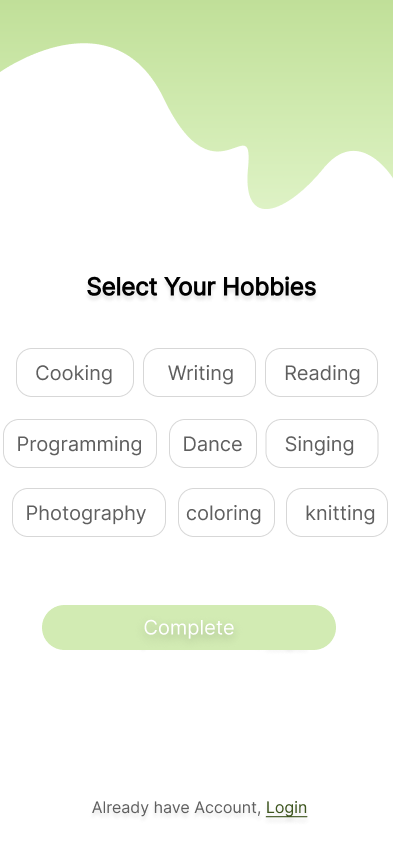 Select Your Hobbies
Cooking Writing Reading
Programming Dance Singing
Photography coloring knitting
Complete
Already have Account, Login